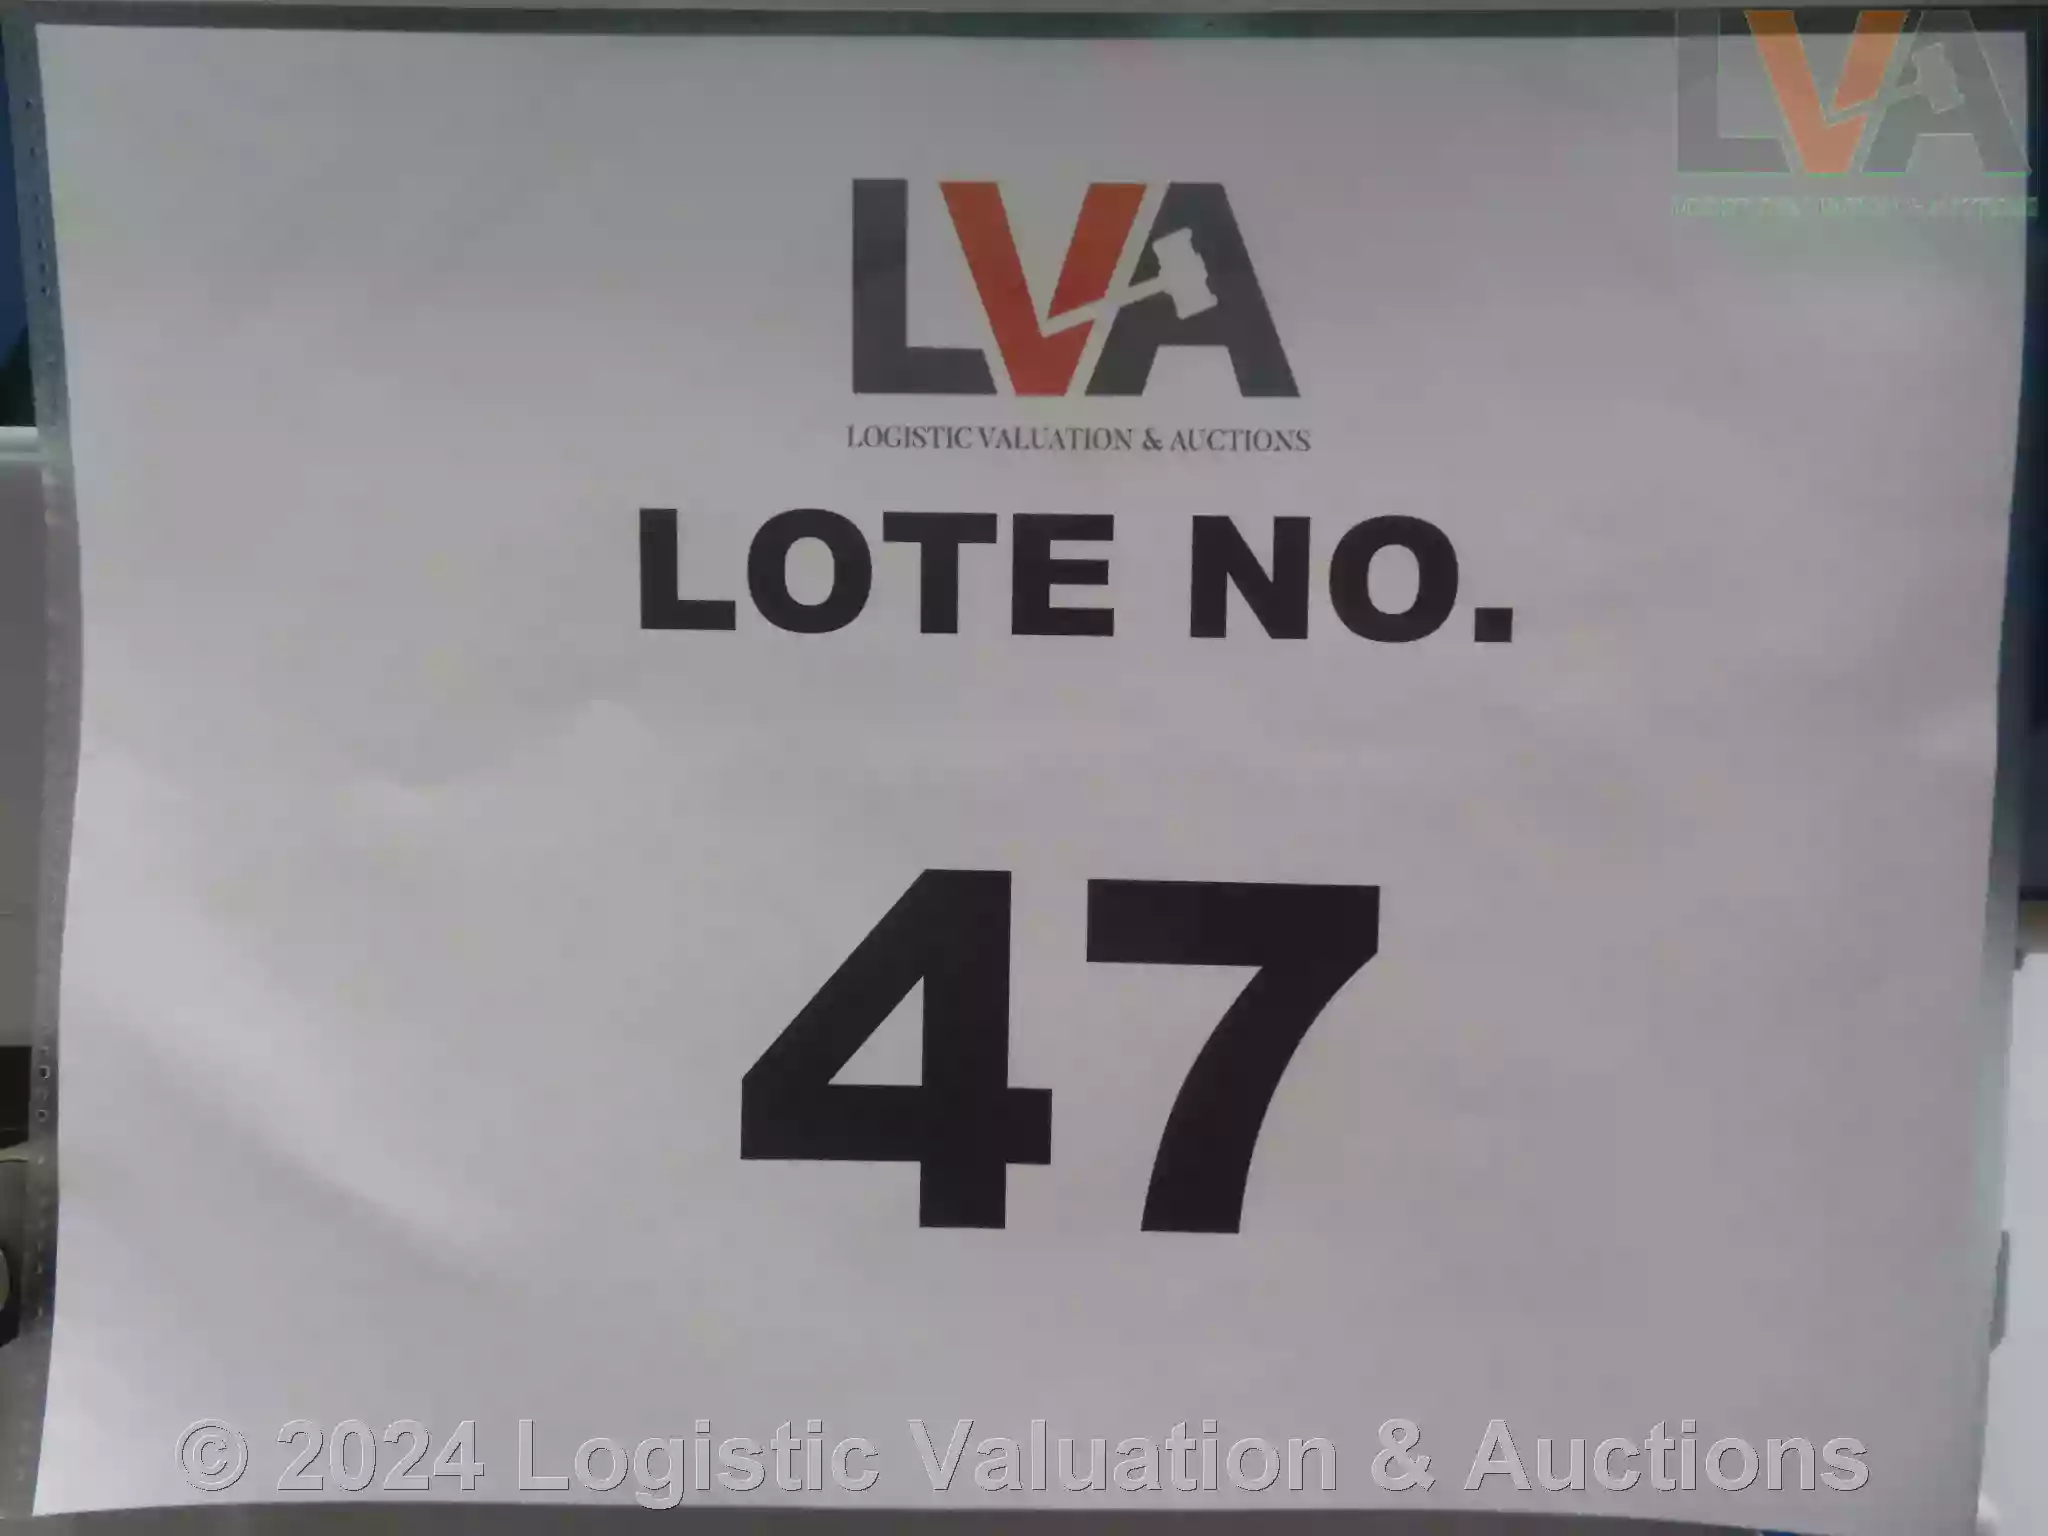 LVA
LVA
LOGISTIC VALUATION & AUCTIONS
LOTE NO.
47
© 2024 Logistic Valuation & Auctions